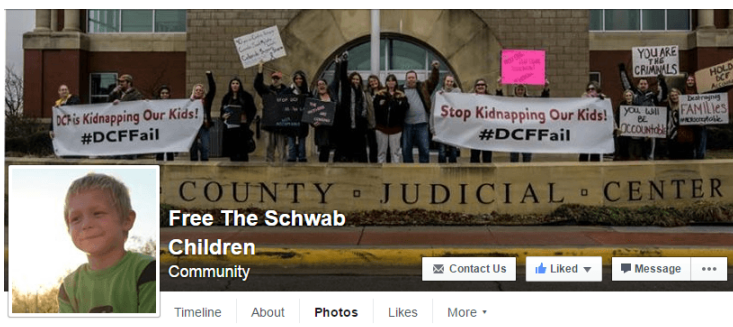 YOU ARE
THE
CRIMINALS
HOLD
DCF
DCF is Kidnapping Our Kids!
#DCFFail
Stop Kidnapping Our Kids!
#DCFFail
YOU will
BE
ACCOUNTABLE
Destroying
FAMILIES
COUNTY JUDICIAL CENTER
Free The Schwab
Children
Community
Contact Us
Liked
Message
Timeline
About
Photos
Likes
More